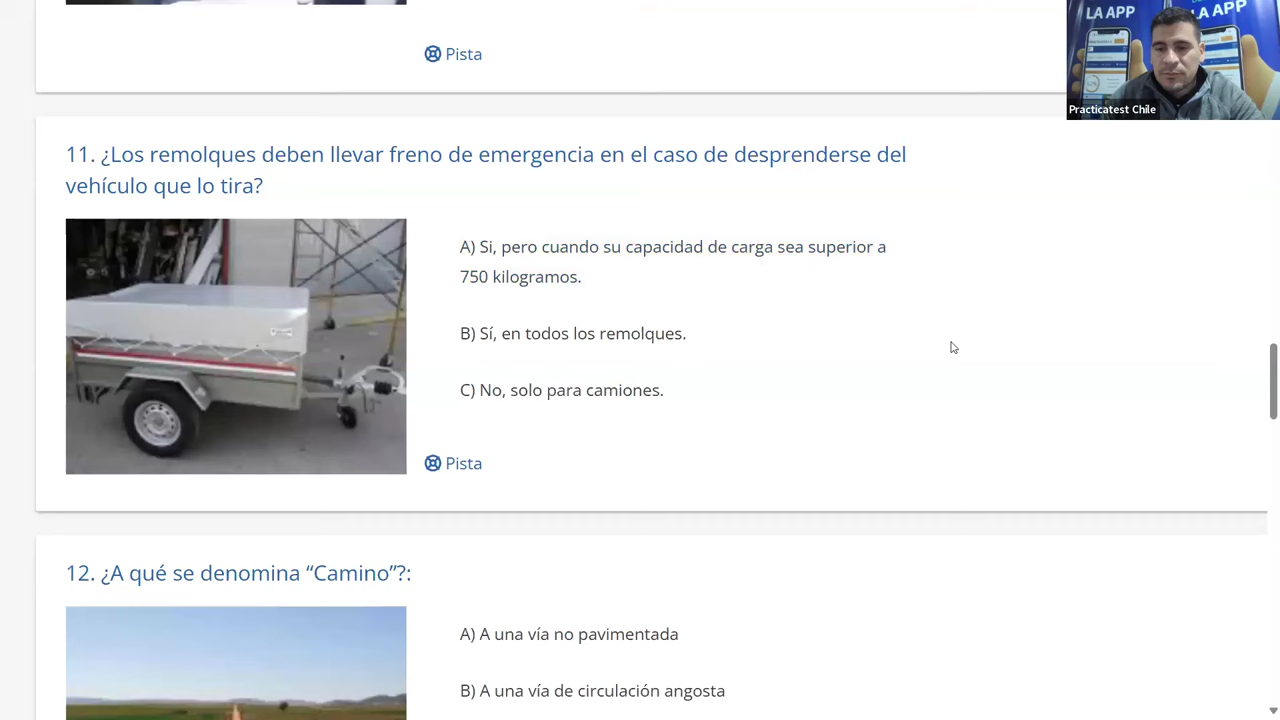 LA APP
LA APP
Practicatest Chile
Pista
11. ¿Los remolques deben llevar freno de emergencia en el caso de desprenderse del
vehículo que lo tira?
A) Si, pero cuando su capacidad de carga sea superior a
750 kilogramos.
B) Sí, en todos los remolques.
C) No, solo para camiones.
Pista
12. ¿A qué se denomina “Camino”?:
A) A una vía no pavimentada
B) A una vía de circulación angosta